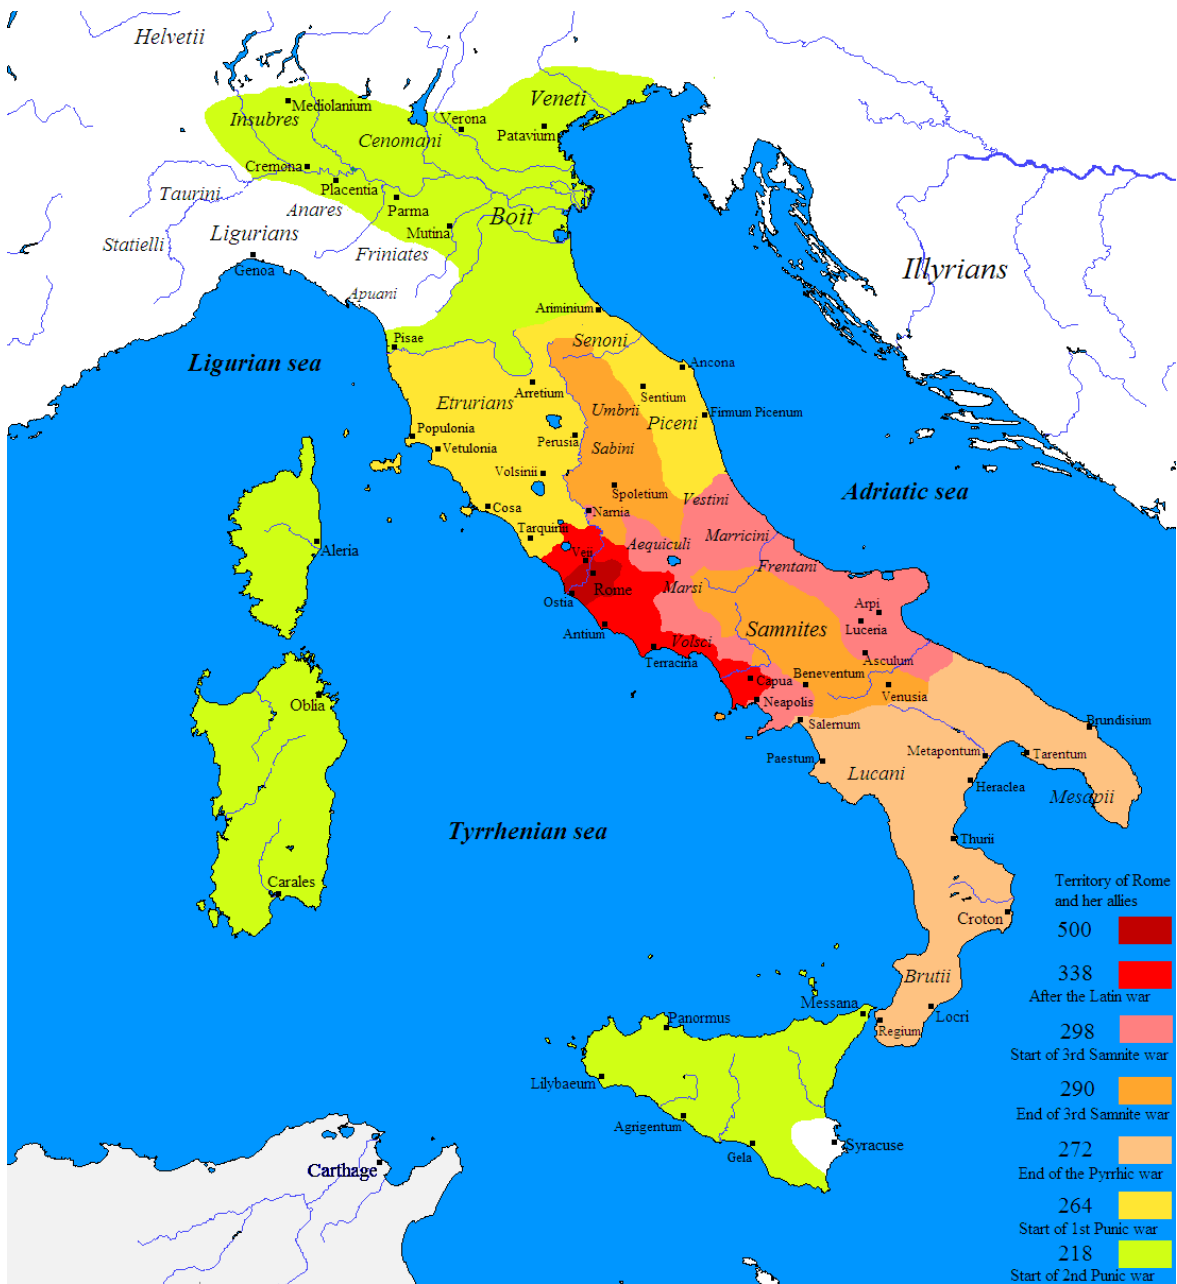 Helvetii
Veneti
Mediolanium
Insubres
Verona
Cenomani
Patavium
Cremona
Placentia
Taurini
Anares
Parma
Boii
Ligurians
Mutina
Statielli
Friniates
Genoa
Illyrians
Apuani
Ariminium
Pisae
Senoni
Ligurian sea
Ancona
Arretium
Sentium
Etrurians
Umbrii
Firmum Picenum
Piceni
Populonia
Perusia
Vetulonia
Sabini
Volsinii
Spoletium
Adriatic sea
Vestini
Cosa
Narnia
Tarquinii
Marricini
Aequiculi
Aleria
Veii
Frentani
Rome
Marsi
Ostia
Arpi
Antium
Luceria
Samnites
Volsci
Asculum
Terracina
Beneventum
Capua
Venusia
Oblia
Neapolis
Salernum
Brundisium
Paestum
Metapontum
Tarentum
Lucani
Heraclea
Mesapii
Tyrrhenian sea
Thurii
Carales
Territory of Rome
and her allies
Croton
500
338
Brutii
After the Latin war
Messana
Locri
Panormus
Regium
298
Start of 3rd Samnite war
Lilybaeum
290
End of 3rd Samnite war
Agrigentum
Syracuse
272
Gela
Carthage
End of the Pyrrhic war
264
Start of 1st Punic war
218
Start of 2nd Punic war